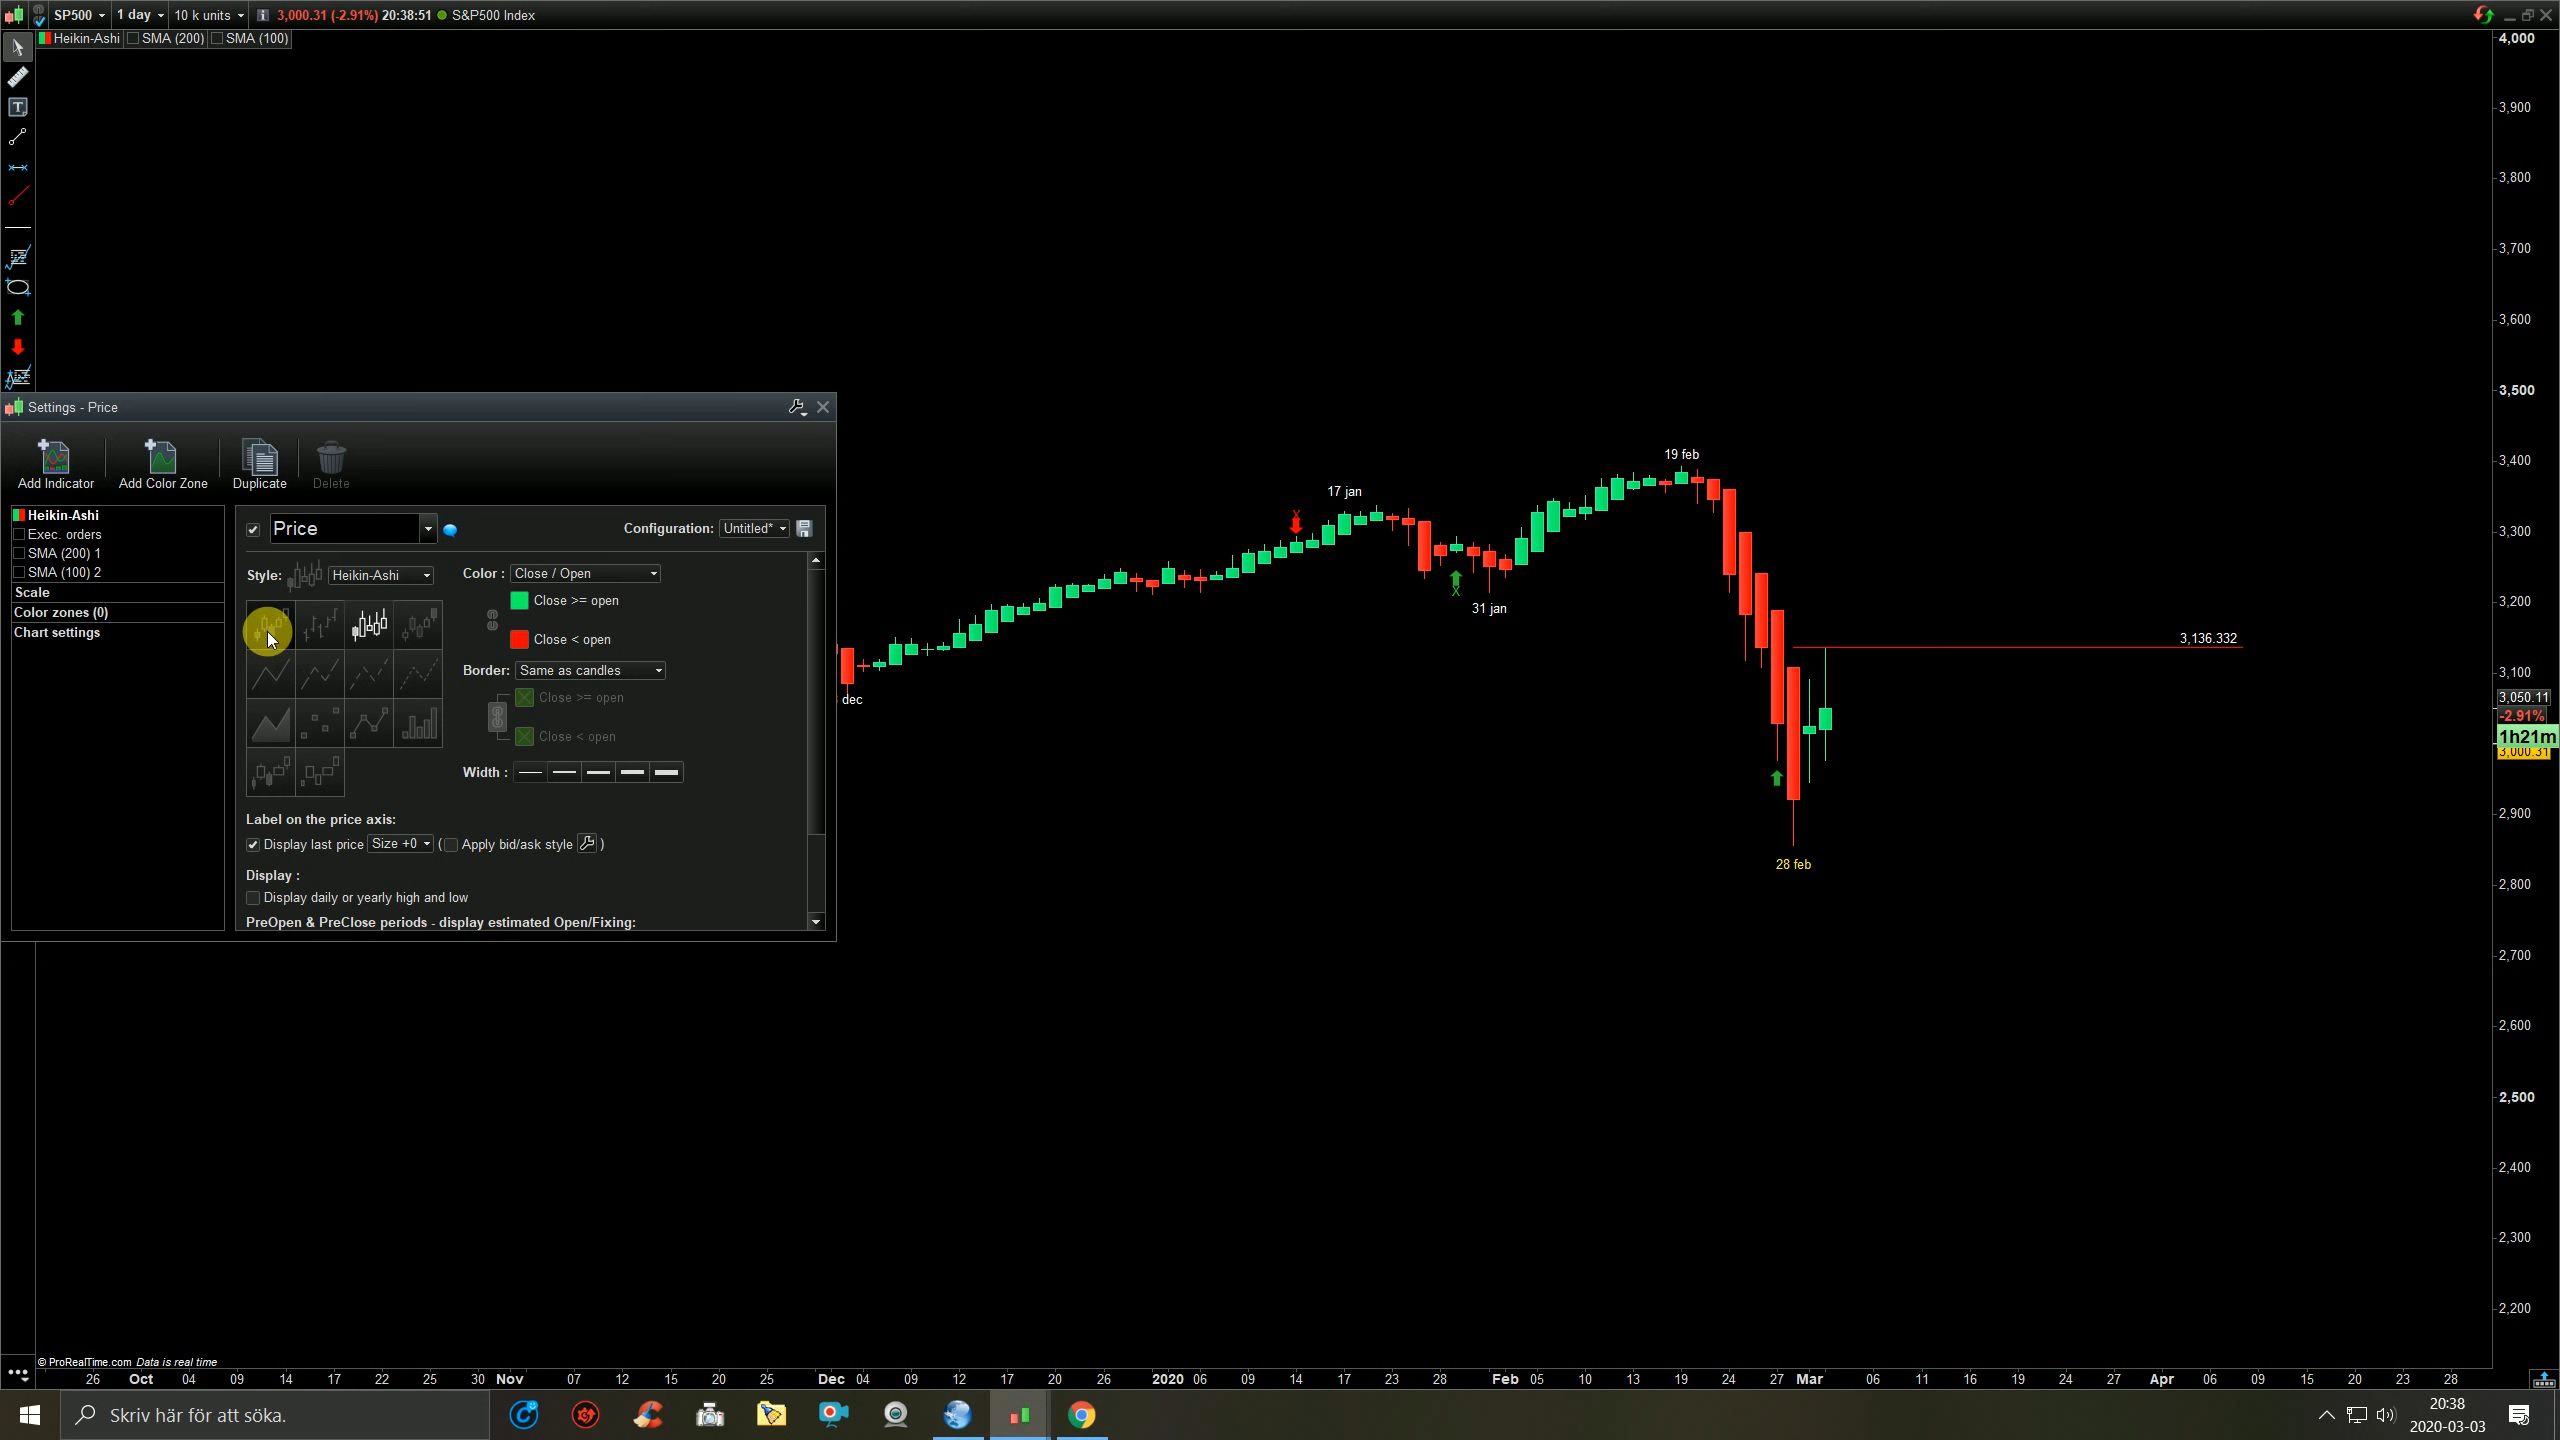 SP500 1 day 10 k units 3,000.31 (-2.91%) 20:38:51 S&P500 Index
Heikin-Ashi SMA (200) SMA (100)
4,000
3,900
3,800
3,700
3,600
3,500
3,400
3,300
3,200
3,100
3,050.11
-2.91%
1h21m
3,000.31
2,900
2,800
2,700
2,600
2,500
2,400
2,300
2,200
Settings - Price
Add Indicator Add Color Zone Duplicate Delete
Heikin-Ashi
Exec. orders
SMA (200) 1
SMA (100) 2
Scale
Color zones (0)
Chart settings
Price Configuration: Untitled*
Style: Heikin-Ashi Color : Close / Open
Close >= open
Close < open
Border: Same as candles
Close >= open
Close < open
Width :
Label on the price axis:
Display last price Size +0 ( Apply bid/ask style )
Display :
Display daily or yearly high and low
PreOpen & PreClose periods - display estimated Open/Fixing:
19 feb
17 jan
X
X
31 jan
3,136.332
dec
28 feb
© ProRealTime.com Data is real time
26 Oct 04 09 14 17 22 25 30 Nov 07 12 15 20 25 Dec 04 09 12 17 20 26 2020 06 09 14 17 23 28 Feb 05 10 13 19 24 27 Mar 06 11 16 19 24 27 Apr 06 09 15 20 23 28
Skriv här för att söka.
20:38
2020-03-03